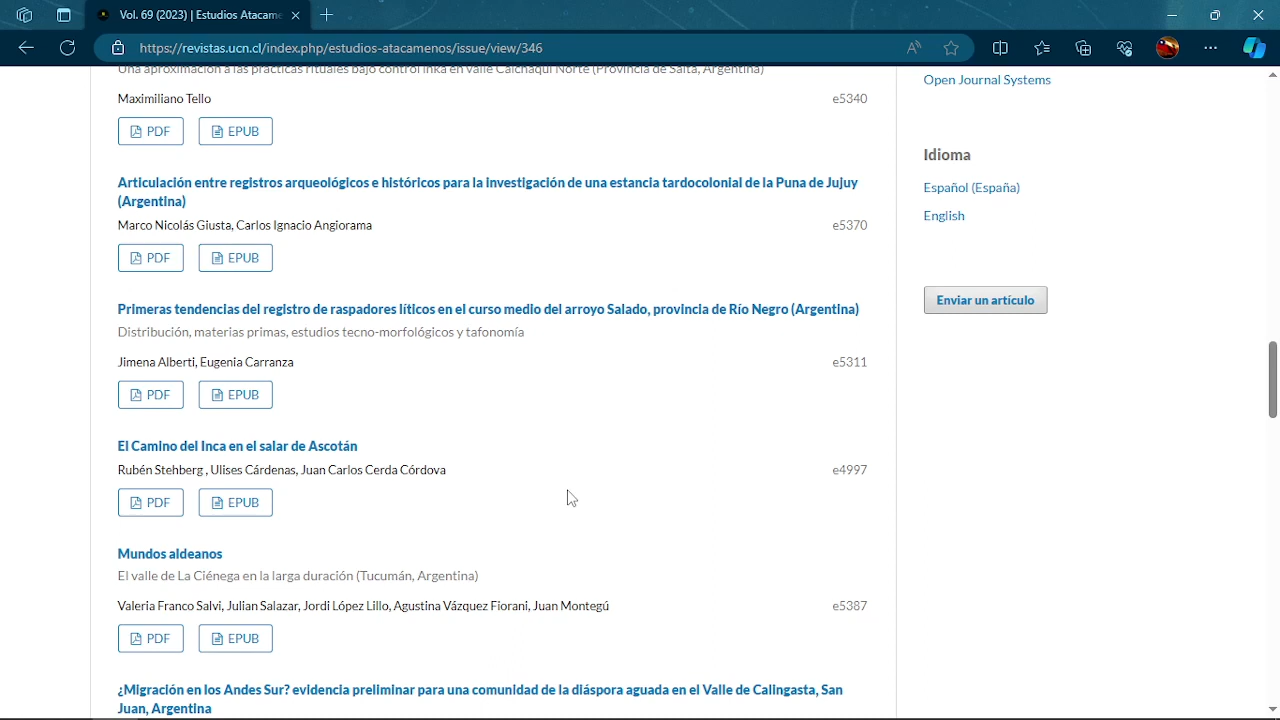 Vol. 69 (2023) | Estudios Atacame
https://revistas.ucn.cl/index.php/estudios-atacamenos/issue/view/346
Una aproximación a las prácticas rituales bajo control inka en valle Calchaquí Norte (Provincia de Salta, Argentina)
Maximiliano Tello
e5340
PDF
EPUB
Articulación entre registros arqueológicos e históricos para la investigación de una estancia tardocolonial de la Puna de Jujuy
(Argentina)
Marco Nicolás Giusta, Carlos Ignacio Angiorama
e5370
PDF
EPUB
Primeras tendencias del registro de raspadores líticos en el curso medio del arroyo Salado, provincia de Río Negro (Argentina)
Distribución, materias primas, estudios tecno-morfológicos y tafonomía
Jimena Alberti, Eugenia Carranza
e5311
PDF
EPUB
El Camino del Inca en el salar de Ascotán
Rubén Stehberg , Ulises Cárdenas, Juan Carlos Cerda Córdova
e4997
PDF
EPUB
Mundos aldeanos
El valle de La Ciénega en la larga duración (Tucumán, Argentina)
Valeria Franco Salvi, Julian Salazar, Jordi López Lillo, Agustina Vázquez Fiorani, Juan Montegú
e5387
PDF
EPUB
¿Migración en los Andes Sur? evidencia preliminar para una comunidad de la diáspora aguada en el Valle de Calingasta, San
Juan, Argentina
Open Journal Systems
Idioma
Español (España)
English
Enviar un artículo